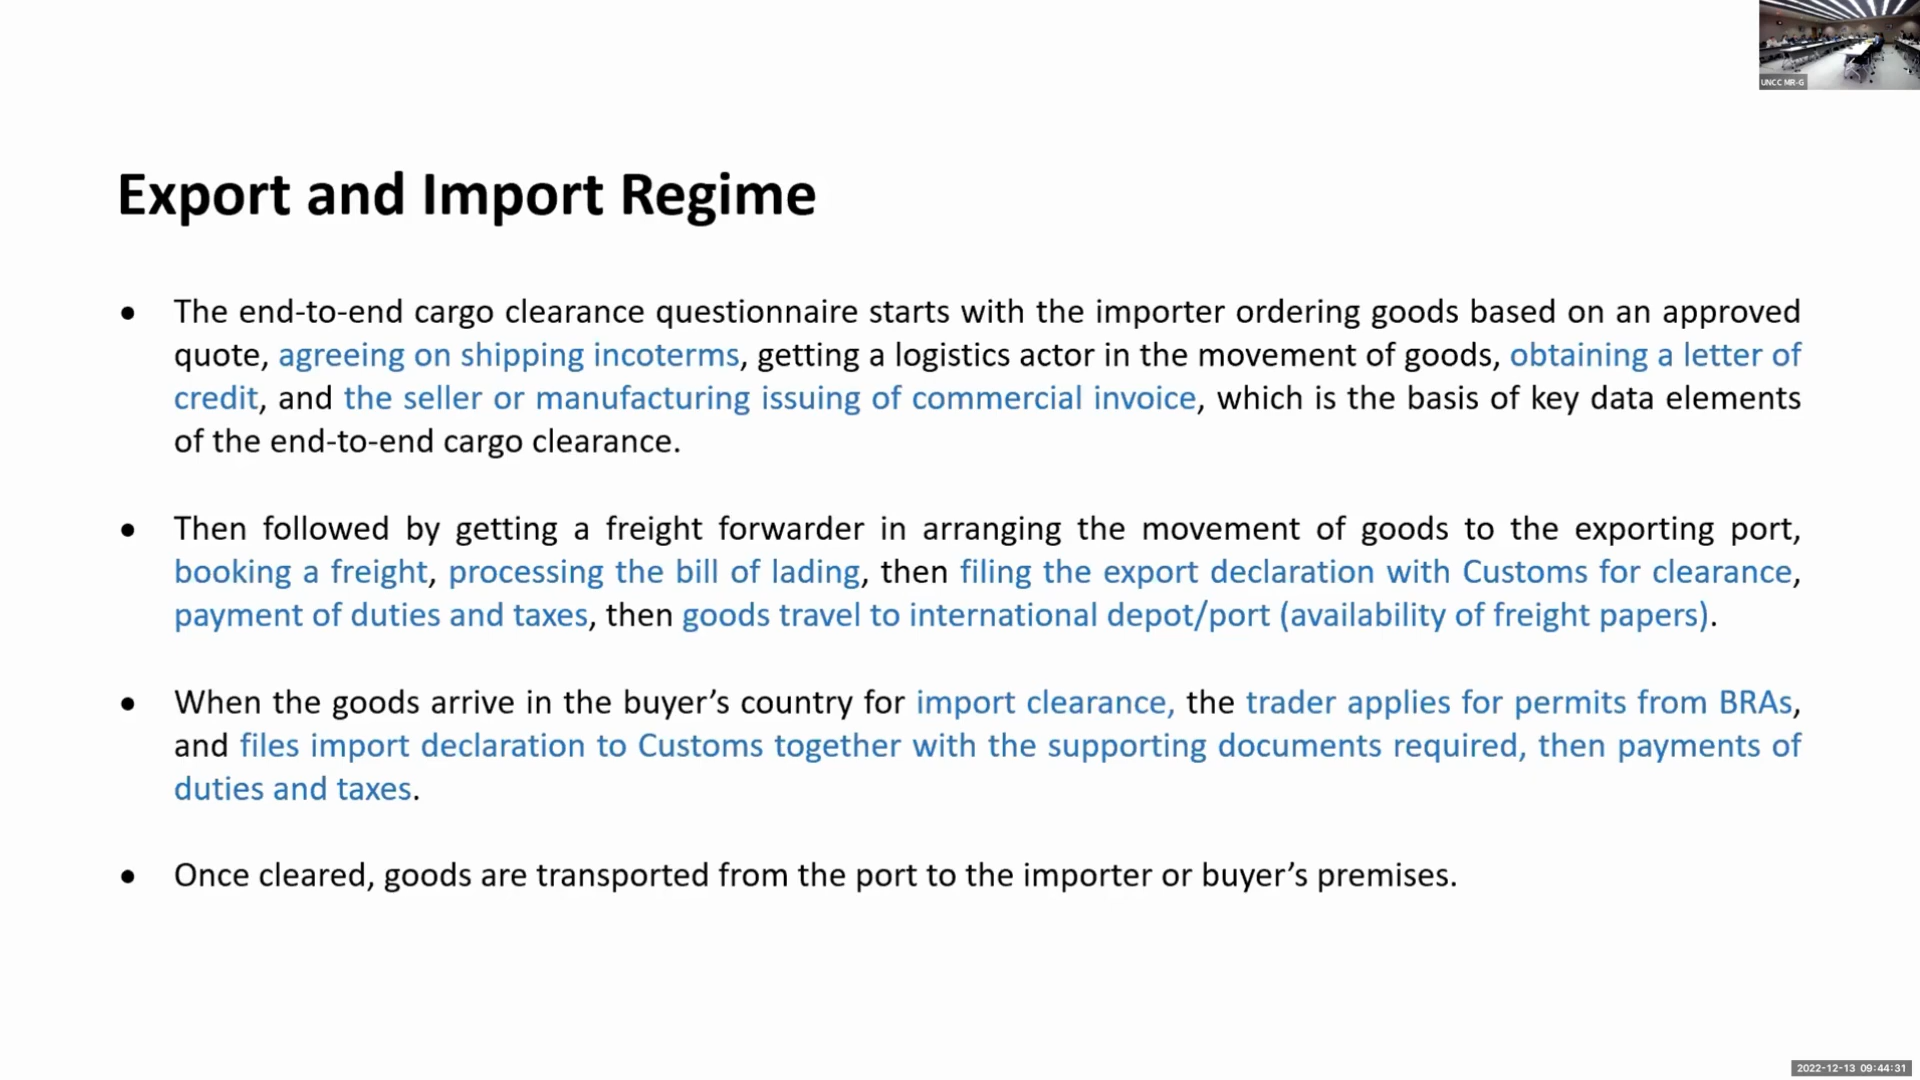 UNCC MR-G
Export and Import Regime
● The end-to-end cargo clearance questionnaire starts with the importer ordering goods based on an approved
quote, agreeing on shipping incoterms, getting a logistics actor in the movement of goods, obtaining a letter of
credit, and the seller or manufacturing issuing of commercial invoice, which is the basis of key data elements
of the end-to-end cargo clearance.
● Then followed by getting a freight forwarder in arranging the movement of goods to the exporting port,
booking a freight, processing the bill of lading, then filing the export declaration with Customs for clearance,
payment of duties and taxes, then goods travel to international depot/port (availability of freight papers).
● When the goods arrive in the buyer’s country for import clearance, the trader applies for permits from BRAs,
and files import declaration to Customs together with the supporting documents required, then payments of
duties and taxes.
● Once cleared, goods are transported from the port to the importer or buyer’s premises.
2022-12-13 09:44:31